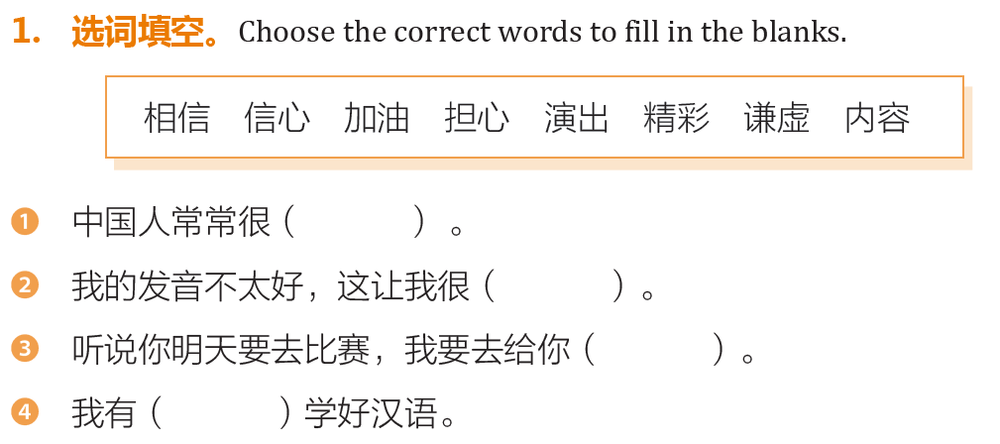 1. 选词填空。Choose the correct words to fill in the blanks.
相信 信心 加油 担心 演出 精彩 谦虚 内容
1 中国人常常很（ ）。
2 我的发音不太好，这让我很（ ）。
3 听说你明天要去比赛，我要去给你（ ）。
4 我有（ ）学好汉语。